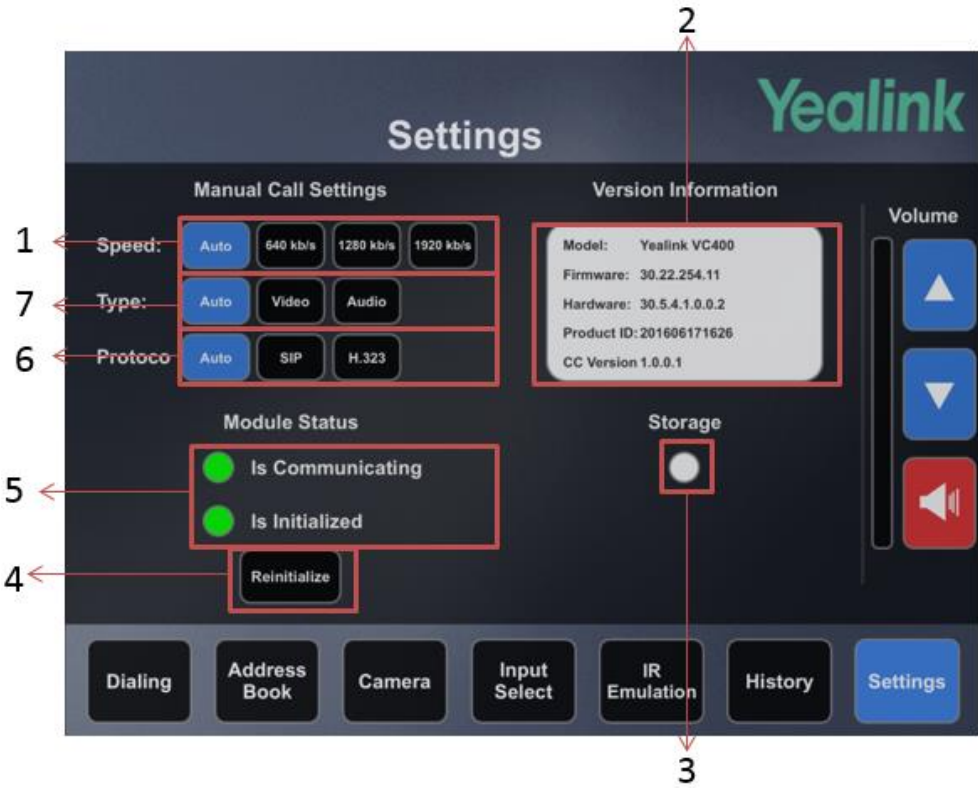 2
Yealink
Settings
Manual Call Settings
Version Information
Volume
1
Speed:
Auto
640 kb/s
1280 kb/s
1920 kb/s
Model: Yealink VC400
Firmware: 30.22.254.11
Hardware: 30.5.4.1.0.0.2
Product ID: 201606171626
CC Version 1.0.0.1
7
Type:
Auto
Video
Audio
6
Protoco
Auto
SIP
H.323
Module Status
Storage
5
Is Communicating
Is Initialized
4
Reinitialize
Dialing
Address
Book
Camera
Input
Select
IR
Emulation
History
Settings
3